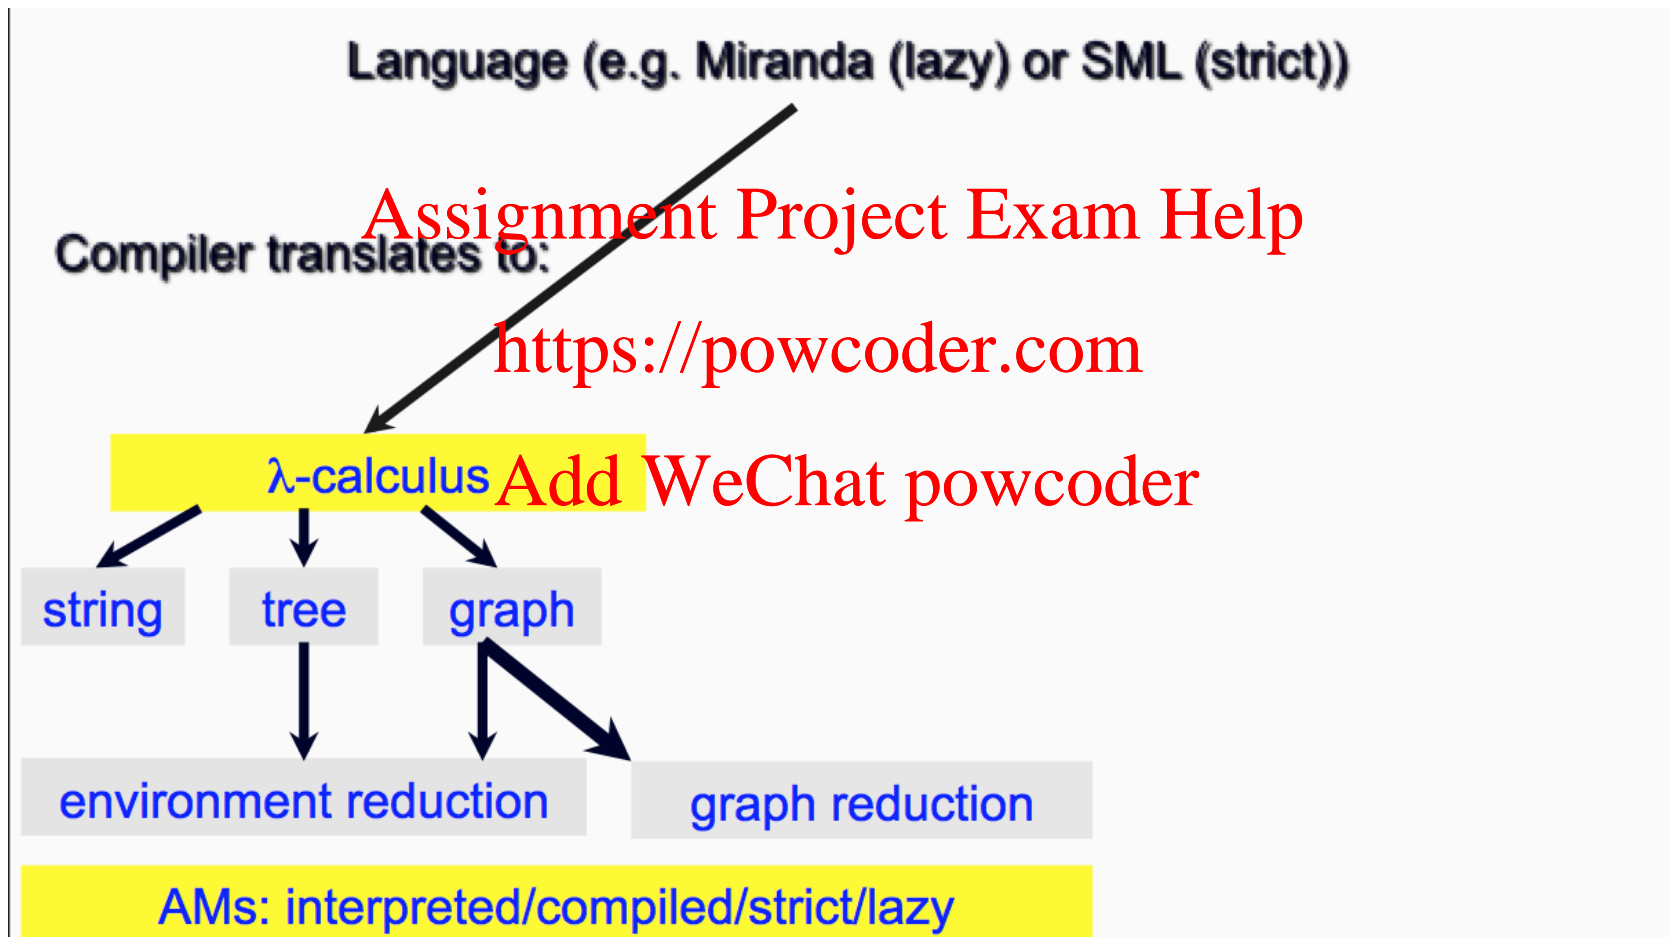 Language (e.g. Miranda (lazy) or SML (strict))
Assignment Project Exam Help
Compiler translates to:
https://powcoder.com
λ-calculus
Add WeChat powcoder
string
tree
graph
environment reduction
graph reduction
AMs: interpreted/compiled/strict/lazy